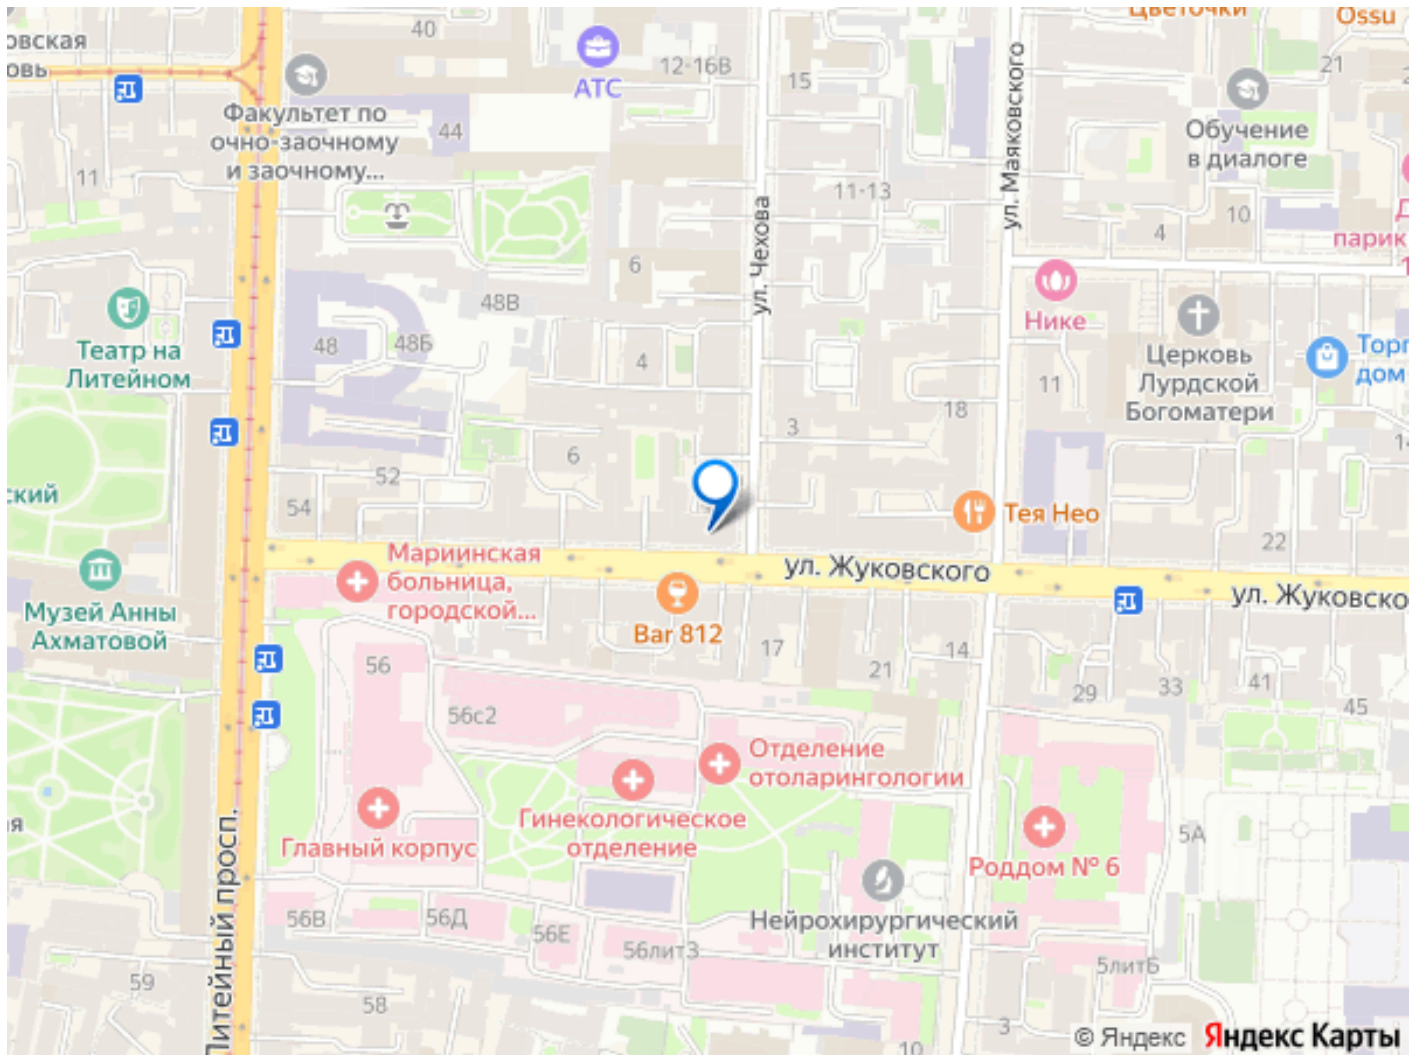 овская
овь
40
АТС
12-16В
15
ул. Маяковского
Цветочки
Ossu
21
Факультет по
очно-заочному
и заочному...
44
11
Обучение
в диалоге
11-13
10
4
парик
ул. Чехова
6
48В
48
48Б
4
Нике
Театр на
Литейном
Церковь
Лурдской
Богоматери
Торг
дом
11
18
3
14
6
52
54
ский
Тея Нео
22
Мариинская
больница,
городской...
ул. Жуковского
ул. Жуковско
Музей Анны
Ахматовой
Bar 812
17
21
14
29
33
41
45
56
56с2
Отделение
отоларингологии
Гинекологическое
отделение
Главный корпус
Роддом № 6
5А
ая
Литейный просп.
56В
56Д
56Е
56литЗ
Нейрохирургический
институт
5литБ
59
58
3
10
© Яндекс Яндекс Карты